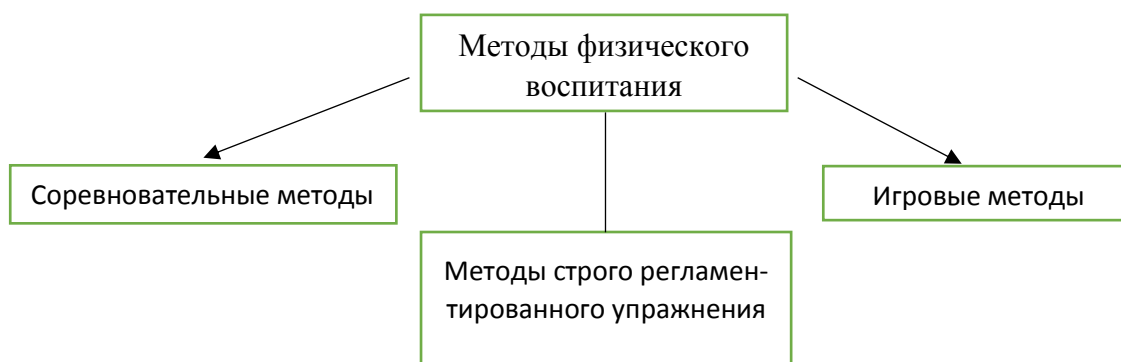 Методы физического
воспитания
Соревновательные методы
Игровые методы
Методы строго регламен-
тированного упражнения